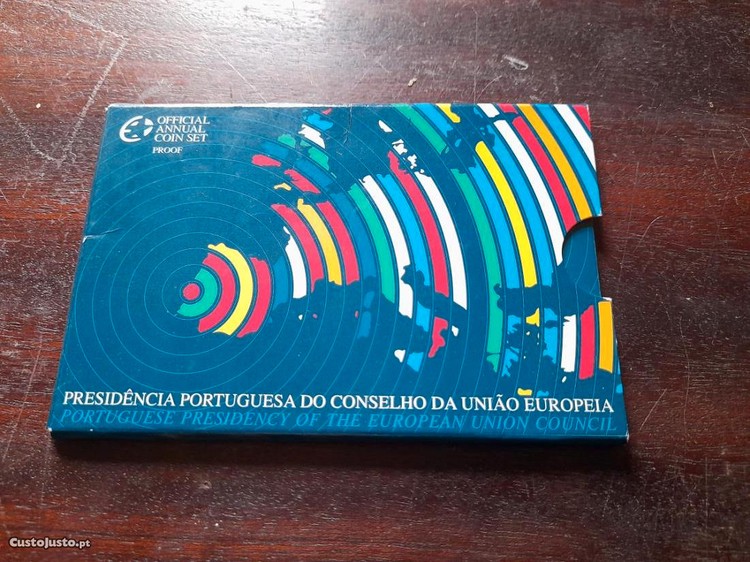 OFFICIAL
ANNUAL
COIN SET
PROOF
PRESIDÊNCIA PORTUGUESA DO CONSELHO DA UNIÃO EUROPEIA
PORTUGUESE PRESIDENCY OF THE EUROPEAN UNION COUNCIL
CustoJusto.pt